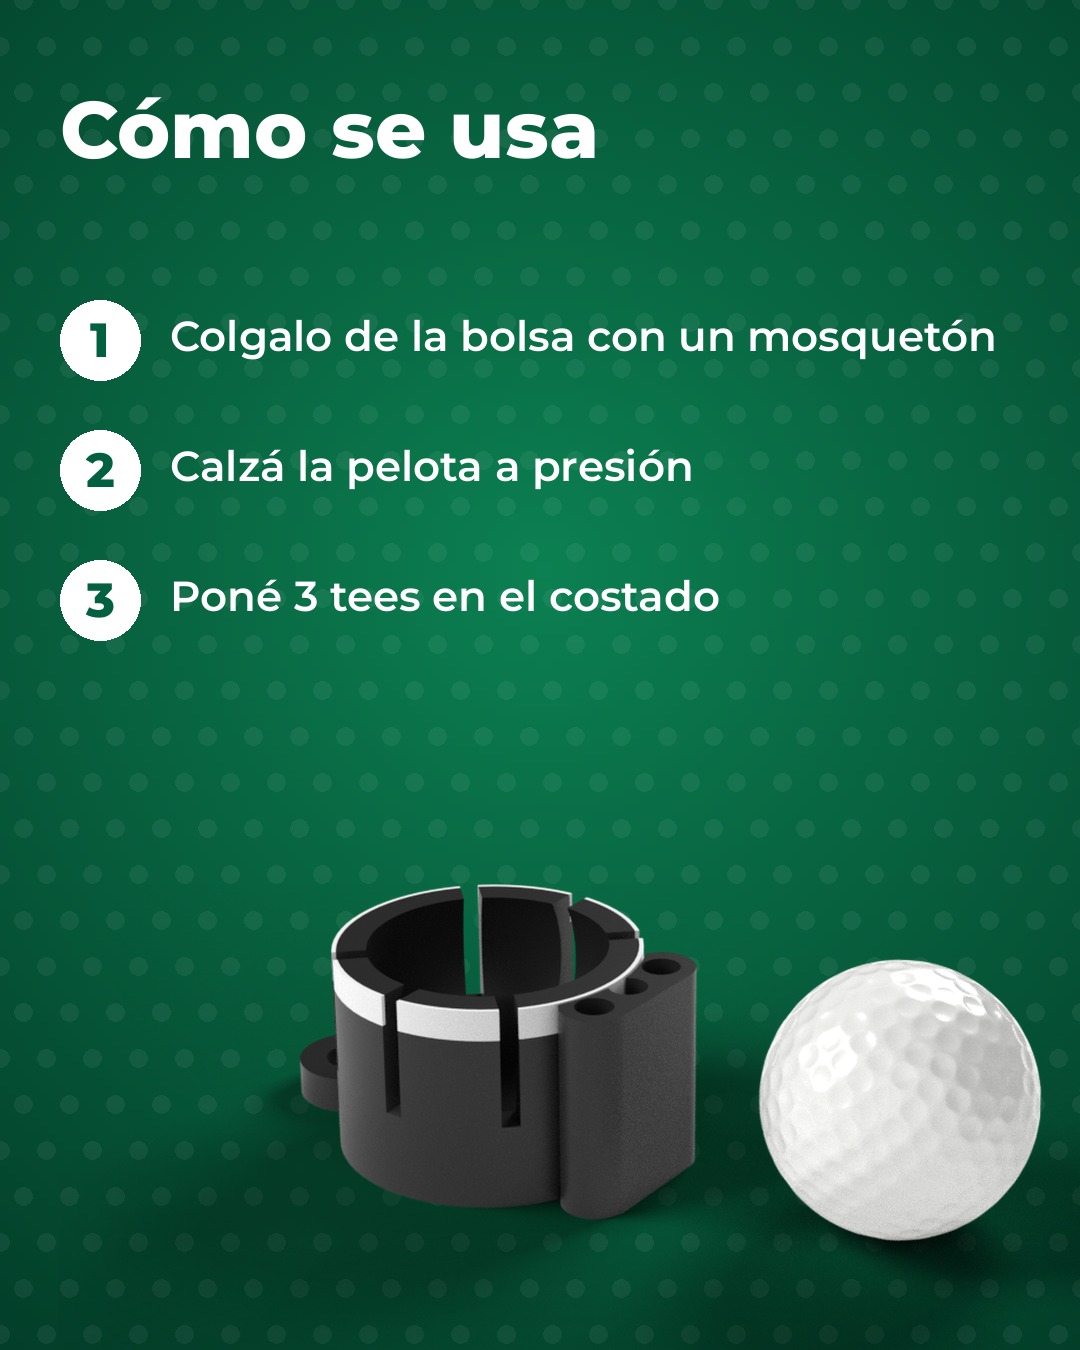 Cómo se usa
1 Colgalo de la bolsa con un mosquetón
2 Calzá la pelota a presión
3 Poné 3 tees en el costado